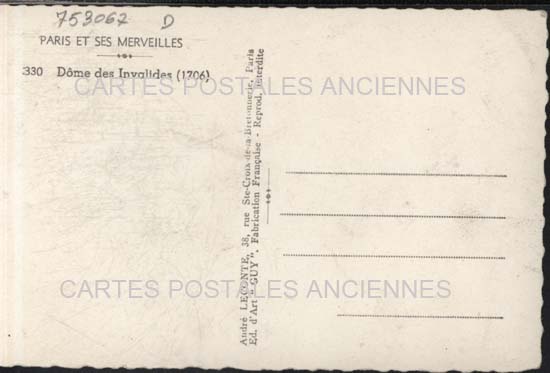 753062 D
PARIS ET SES MERVEILLES
330 Dôme des Invalides (1706)
CARTES POSTALES ANCIENNES
André LECONTE, 38, rue Ste-Croix-de-la-Bretonnerie, Paris
Ed. d'Art "GUY". Fabrication Française - Reprod. interdite
CARTES POSTALES ANCIENNES